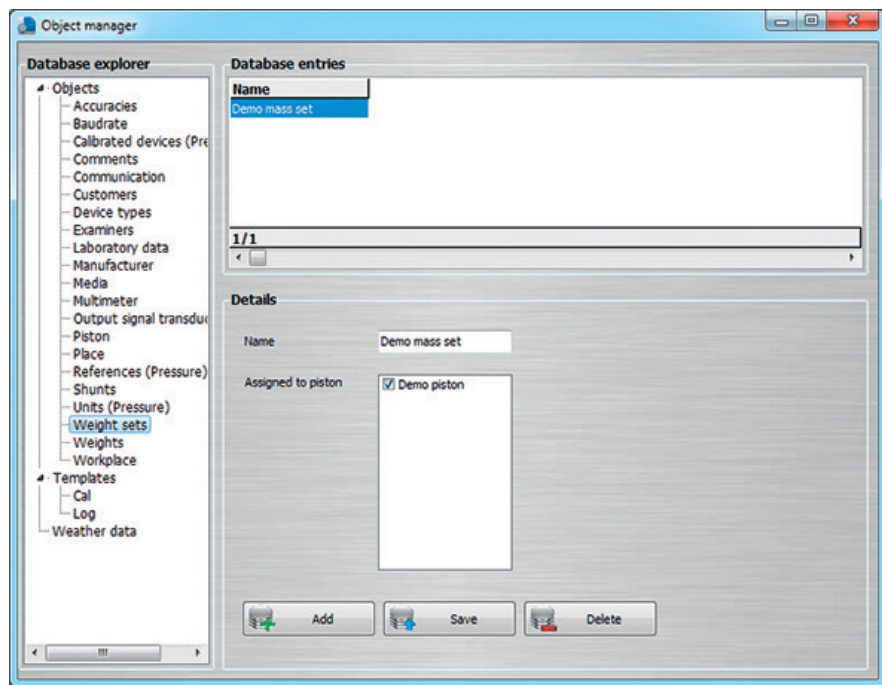 Object manager
Database explorer
Objects
Accuracies
Baudrate
Calibrated devices (Pre
Comments
Communication
Customers
Device types
Examiners
Laboratory data
Manufacturer
Media
Multimeter
Output signal transduc
Piston
Place
References (Pressure)
Shunts
Units (Pressure)
Weight sets
Weights
Workplace
Templates
Cal
Log
Weather data
Database entries
Name
Demo mass set
1/1
Details
Name Demo mass set
Assigned to piston Demo piston
Add Save Delete